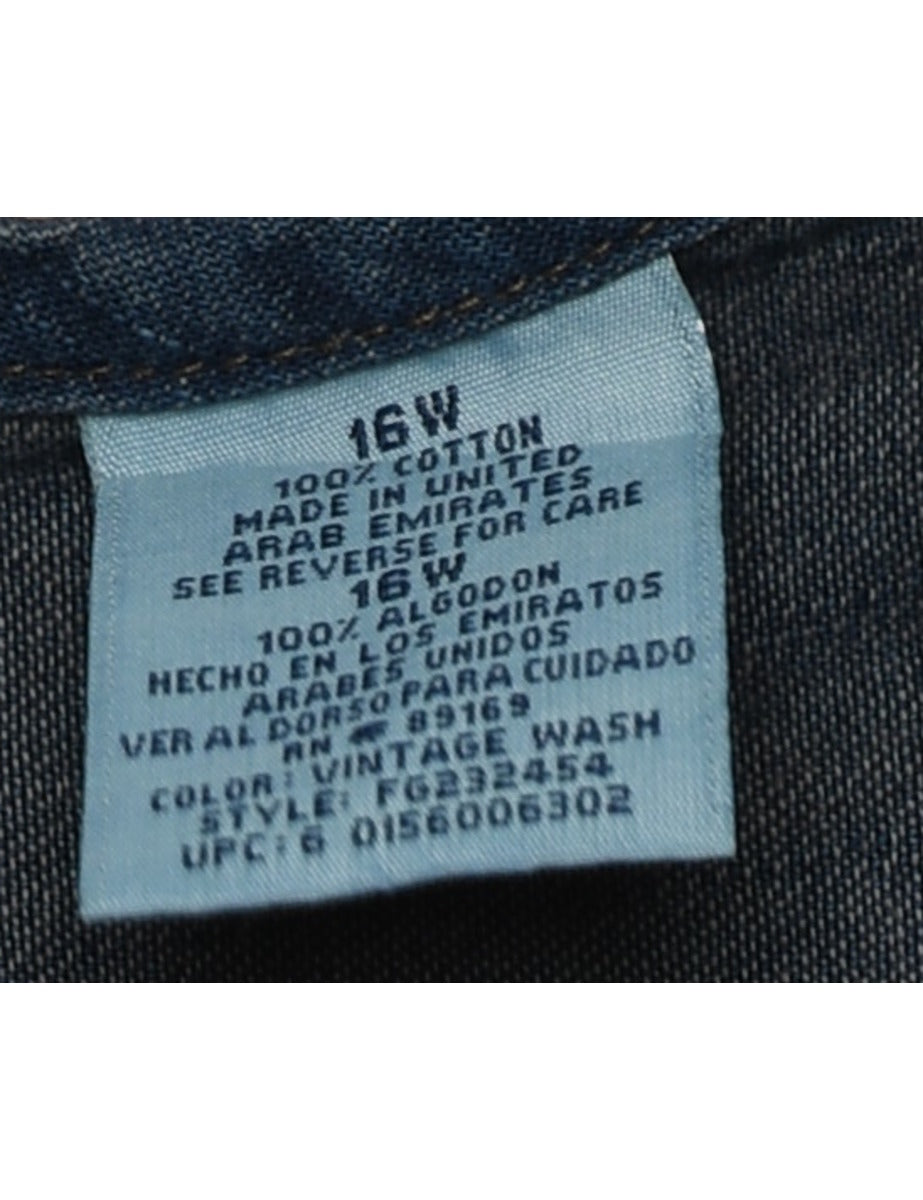 16W
100% COTTON
MADE IN UNITED
ARAB EMIRATES
SEE REVERSE FOR CARE
16W
100% ALGODON
HECHO EN LOS EMIRATOS
ARABES UNIDOS
VER AL DORSO PARA CUIDADO
RN # 89169
COLOR: VINTAGE WASH
STYLE: FG232454
UPC: 6 0156006302